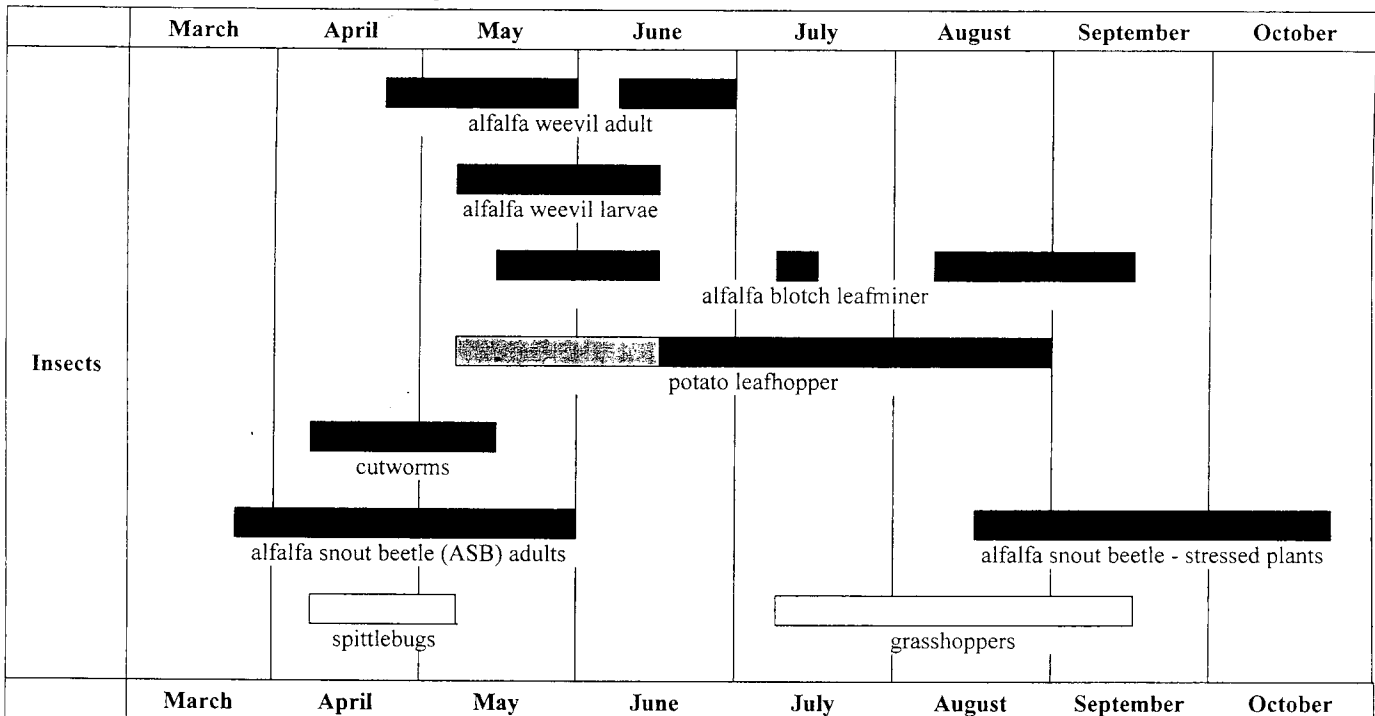 March April May June July August September October
alfalfa weevil adult
alfalfa weevil larvae
alfalfa blotch leafminer
Insects
potato leafhopper
cutworms
alfalfa snout beetle (ASB) adults alfalfa snout beetle - stressed plants
spittlebugs grasshoppers
March April May June July August September October